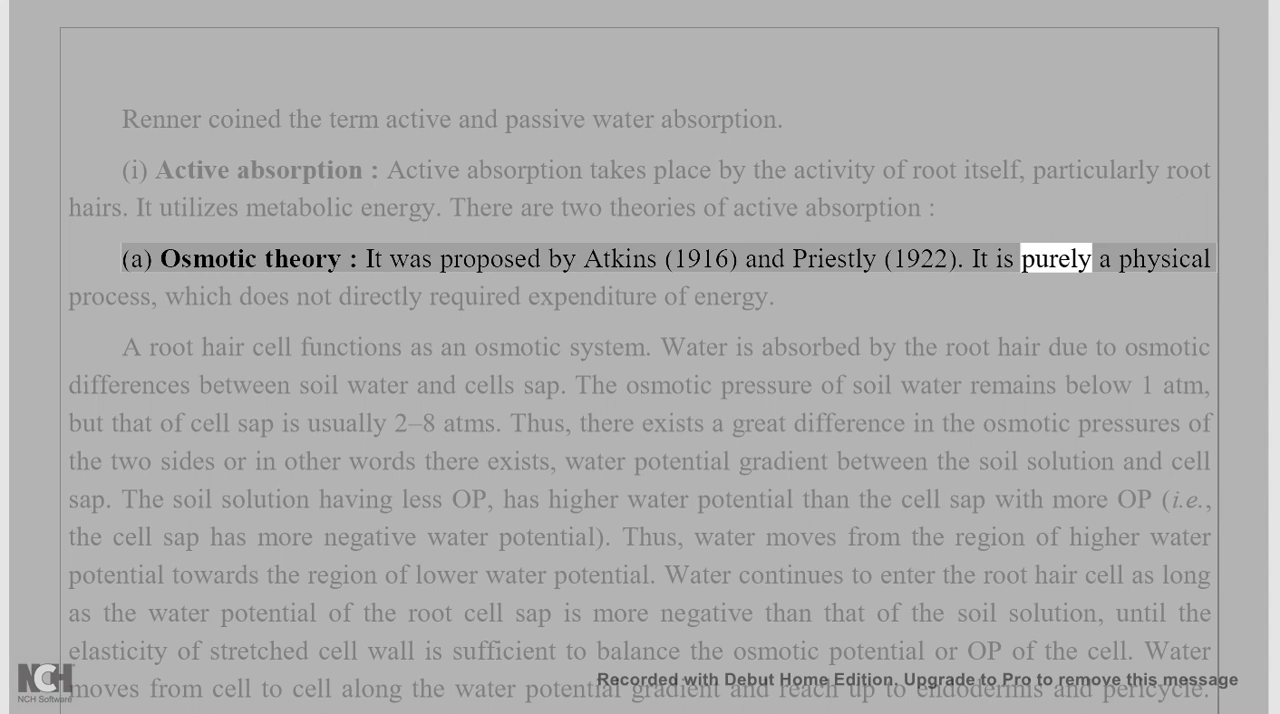 Renner coined the term active and passive water absorption.
(i) Active absorption : Active absorption takes place by the activity of root itself, particularly root
hairs. It utilizes metabolic energy. There are two theories of active absorption :
(a) Osmotic theory : It was proposed by Atkins (1916) and Priestly (1922). It is purely a physical
process, which does not directly required expenditure of energy.
A root hair cell functions as an osmotic system. Water is absorbed by the root hair due to osmotic
differences between soil water and cells sap. The osmotic pressure of soil water remains below 1 atm,
but that of cell sap is usually 2–8 atms. Thus, there exists a great difference in the osmotic pressures of
the two sides or in other words there exists, water potential gradient between the soil solution and cell
sap. The soil solution having less OP, has higher water potential than the cell sap with more OP (i.e.,
the cell sap has more negative water potential). Thus, water moves from the region of higher water
potential towards the region of lower water potential. Water continues to enter the root hair cell as long
as the water potential of the root cell sap is more negative than that of the soil solution, until the
elasticity of stretched cell wall is sufficient to balance the osmotic potential or OP of the cell. Water
moves from cell to cell along the water potential gradient and reach up to endodermis and pericycle.
NCH
NCH Software
Recorded with Debut Home Edition. Upgrade to Pro to remove this message